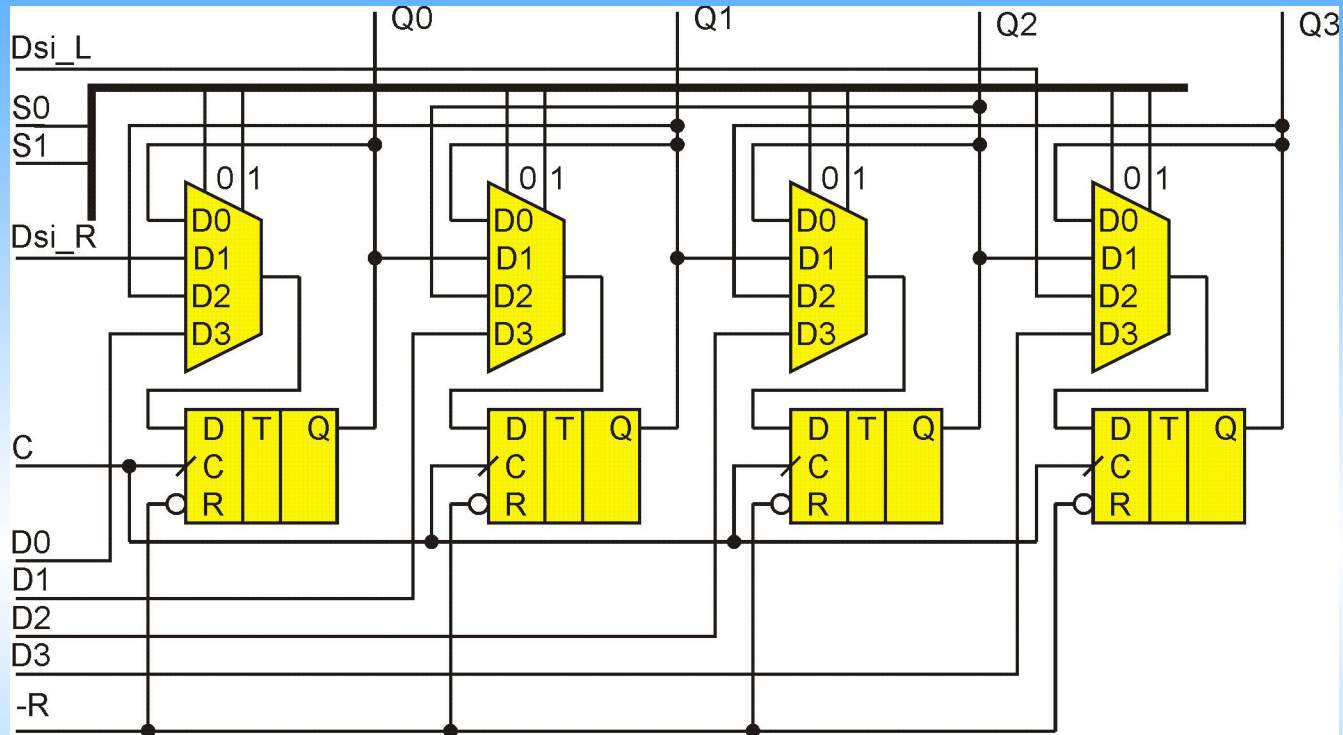 Q0 Q1 Q2 Q3
Dsi_L
S0
S1
0 1 0 1 0 1 0 1
D0 D0 D0 D0
Dsi_R
D1 D1 D1 D1
D2 D2 D2 D2
D3 D3 D3 D3
D T Q D T Q D T Q D T Q
C
C C C C
R R R R
D0
D1
D2
D3
-R